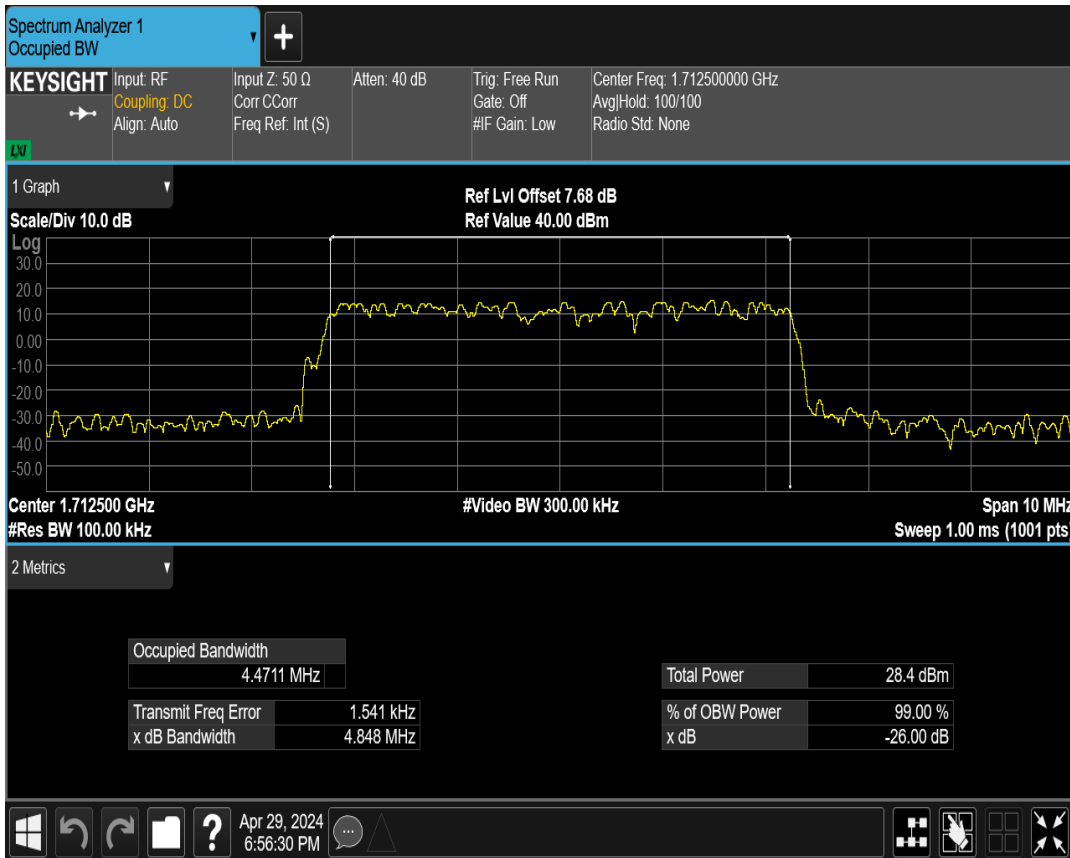 Spectrum Analyzer 1
Occupied BW
+
KEYSIGHT
LXI
Input: RF
Coupling: DC
Align: Auto
Input Z: 50 Ω
Corr CCorr
Freq Ref: Int (S)
Atten: 40 dB
Trig: Free Run
Gate: Off
#IF Gain: Low
Center Freq: 1.712500000 GHz
Avg|Hold: 100/100
Radio Std: None
1 Graph
Scale/Div 10.0 dB
Ref Lvl Offset 7.68 dB
Ref Value 40.00 dBm
Log
30.0
20.0
10.0
0.00
-10.0
-20.0
-30.0
-40.0
-50.0
Center 1.712500 GHz
#Video BW 300.00 kHz
Span 10 MHz
#Res BW 100.00 kHz
Sweep 1.00 ms (1001 pts)
2 Metrics
Occupied Bandwidth
4.4711 MHz
Total Power 28.4 dBm
Transmit Freq Error 1.541 kHz
% of OBW Power 99.00 %
x dB Bandwidth 4.848 MHz
x dB -26.00 dB
?
Apr 29, 2024
6:56:30 PM